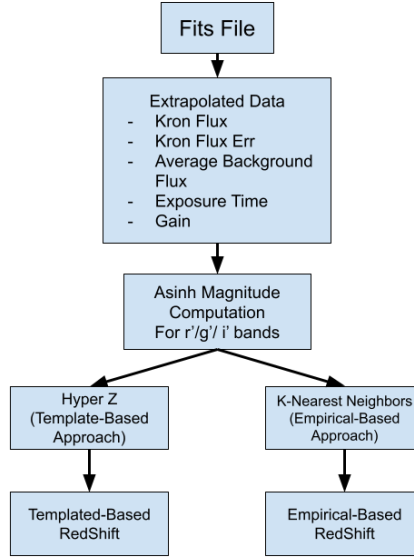 Fits File
Extrapolated Data
- Kron Flux
- Kron Flux Err
- Average Background
Flux
- Exposure Time
- Gain
Asinh Magnitude
Computation
For r'/g'/ i' bands
Hyper Z
(Template-Based
Approach)
K-Nearest Neighbors
(Empirical-Based
Approach)
Templated-Based
RedShift
Empirical-Based
RedShift